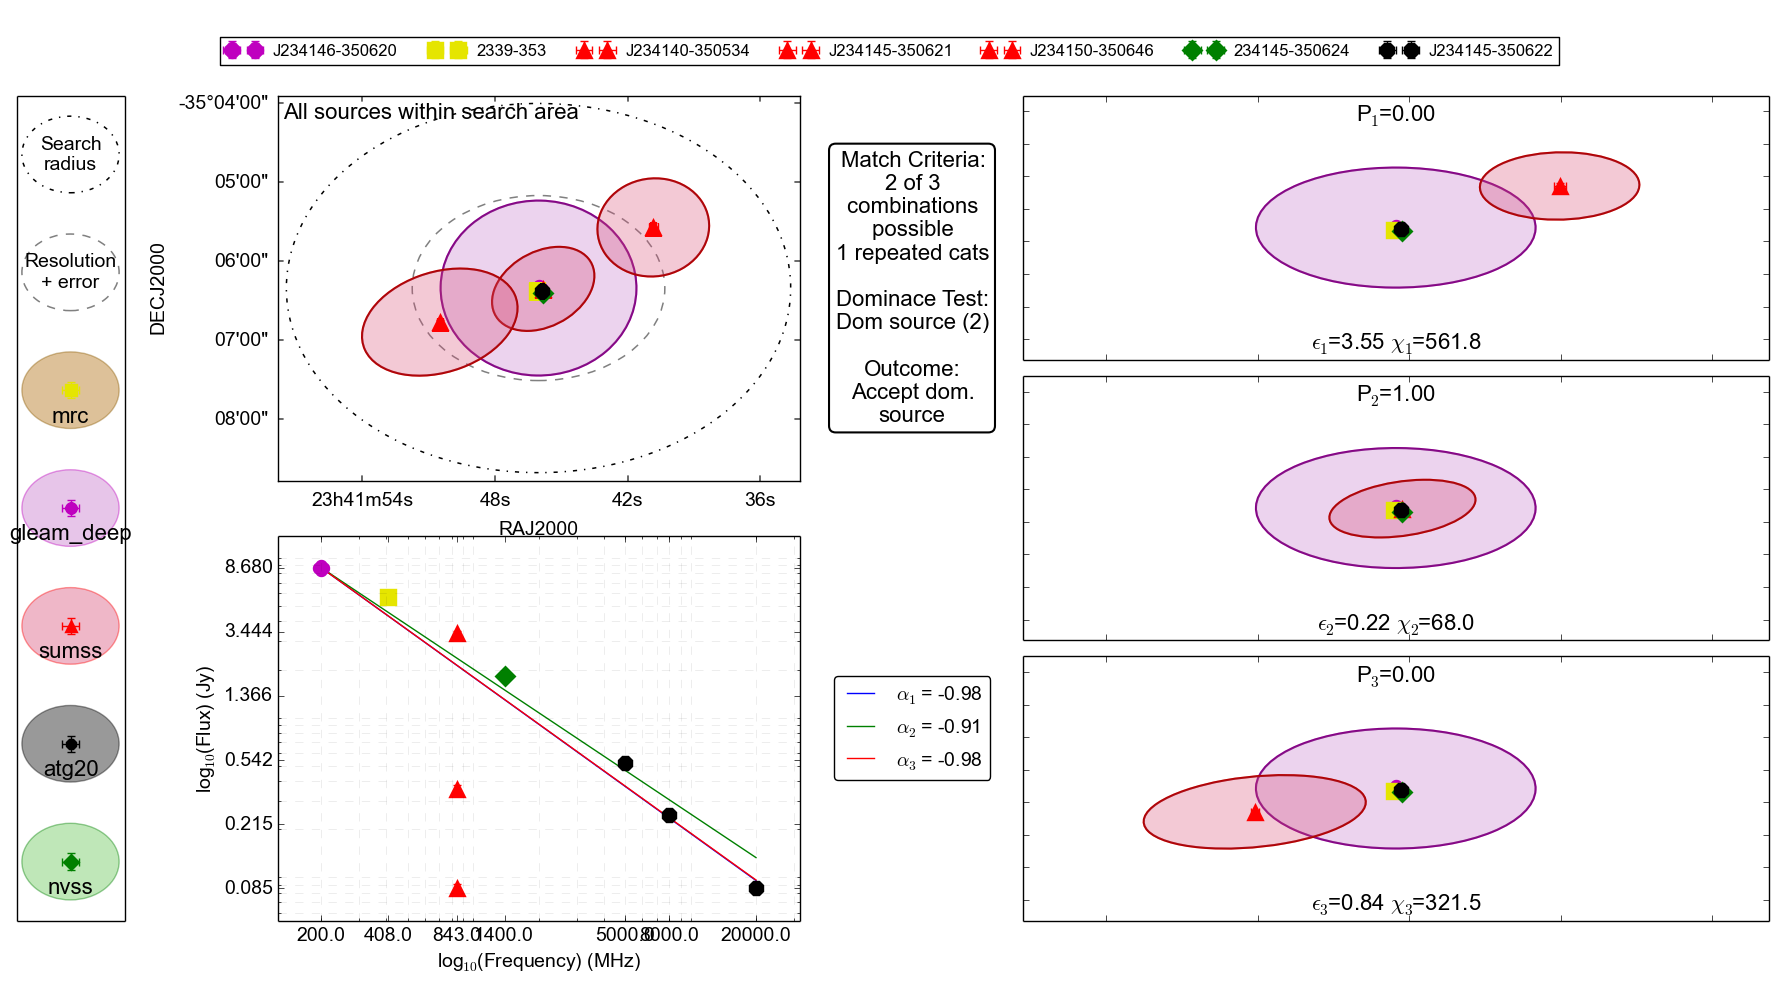 J234146-350620 2339-353 J234140-350534 J234145-350621 J234150-350646 234145-350624 J234145-350622
Search
radius
Resolution
+ error
mrc
gleam_deep
sumss
atg20
nvss
All sources within search area
-35°04'00"
05'00"
06'00"
07'00"
08'00"
DECJ2000
23h41m54s 48s 42s 36s
RAJ2000
8.680
3.444
1.366
0.542
0.215
0.085
log10(Flux) (Jy)
200.0 408.0 843.0 1400.0 5000.0 8000.0 20000.0
log10(Frequency) (MHz)
Match Criteria:
2 of 3
combinations
possible
1 repeated cats
Dominace Test:
Dom source (2)
Outcome:
Accept dom.
source
α1 = -0.98
α2 = -0.91
α3 = -0.98
P1=0.00
ϵ1=3.55 χ1=561.8
P2=1.00
ϵ2=0.22 χ2=68.0
P3=0.00
ϵ3=0.84 χ3=321.5